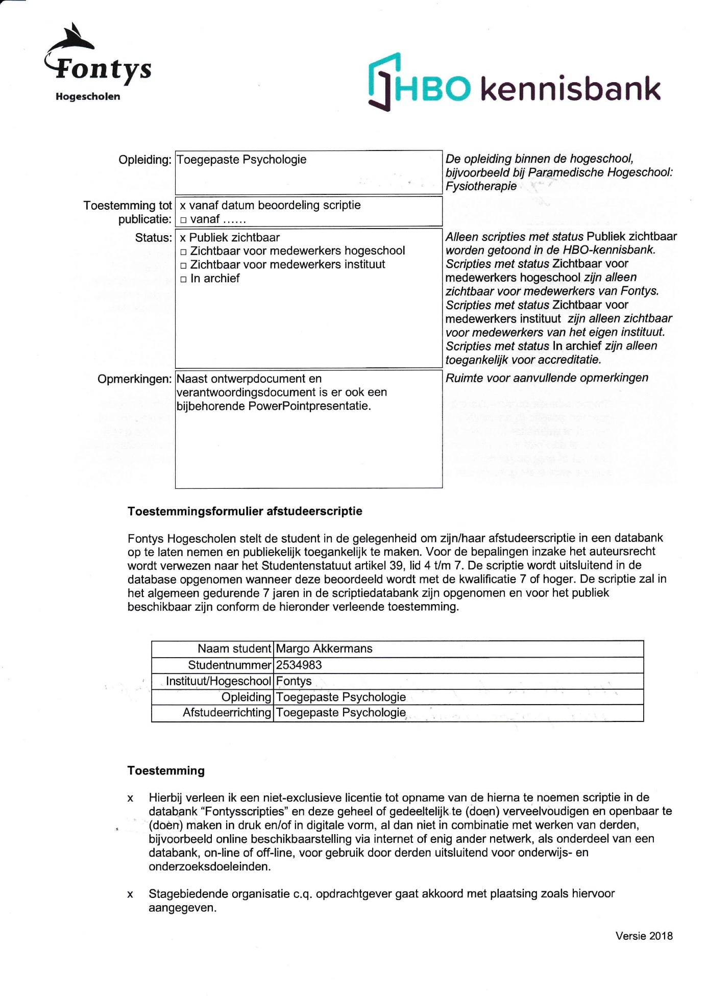 Fontys
Hogescholen
HBO kennisbank
Opleiding: Toegepaste Psychologie
De opleiding binnen de hogeschool,
bijvoorbeeld bij Paramedische Hogeschool:
Fysiotherapie
Toestemming tot publicatie:
x vanaf datum beoordeling scriptie
□ vanaf ......
Status:
x Publiek zichtbaar
□ Zichtbaar voor medewerkers hogeschool
□ Zichtbaar voor medewerkers instituut
□ In archief
Alleen scripties met status Publiek zichtbaar
worden getoond in de HBO-kennisbank.
Scripties met status Zichtbaar voor
medewerkers hogeschool zijn alleen
zichtbaar voor medewerkers van Fontys.
Scripties met status Zichtbaar voor
medewerkers instituut zijn alleen zichtbaar
voor medewerkers van het eigen instituut.
Scripties met status In archief zijn alleen
toegankelijk voor accreditatie.
Opmerkingen:
Naast ontwerpdocument en
verantwoordingsdocument is er ook een
bijbehorende PowerPointpresentatie.
Ruimte voor aanvullende opmerkingen
Toestemmingsformulier afstudeerscriptie
Fontys Hogescholen stelt de student in de gelegenheid om zijn/haar afstudeerscriptie in een databank
op te laten nemen en publiekelijk toegankelijk te maken. Voor de bepalingen inzake het auteursrecht
wordt verwezen naar het Studentenstatuut artikel 39, lid 4 t/m 7. De scriptie wordt uitsluitend in de
database opgenomen wanneer deze beoordeeld wordt met de kwalificatie 7 of hoger. De scriptie zal in
het algemeen gedurende 7 jaren in de scriptiedatabank zijn opgenomen en voor het publiek
beschikbaar zijn conform de hieronder verleende toestemming.
Naam student Margo Akkermans
Studentnummer 2534983
Instituut/Hogeschool Fontys
Opleiding Toegepaste Psychologie
Afstudeerrichting Toegepaste Psychologie
Toestemming
x Hierbij verleen ik een niet-exclusieve licentie tot opname van de hierna te noemen scriptie in de
databank “Fontysscripties” en deze geheel of gedeeltelijk te (doen) verveelvoudigen en openbaar te
(doen) maken in druk en/of in digitale vorm, al dan niet in combinatie met werken van derden,
bijvoorbeeld online beschikbaarstelling via internet of enig ander netwerk, als onderdeel van een
databank, on-line of off-line, voor gebruik door derden uitsluitend voor onderwijs- en
onderzoeksdoeleinden.
x Stagebiedende organisatie c.q. opdrachtgever gaat akkoord met plaatsing zoals hiervoor
aangegeven.
Versie 2018